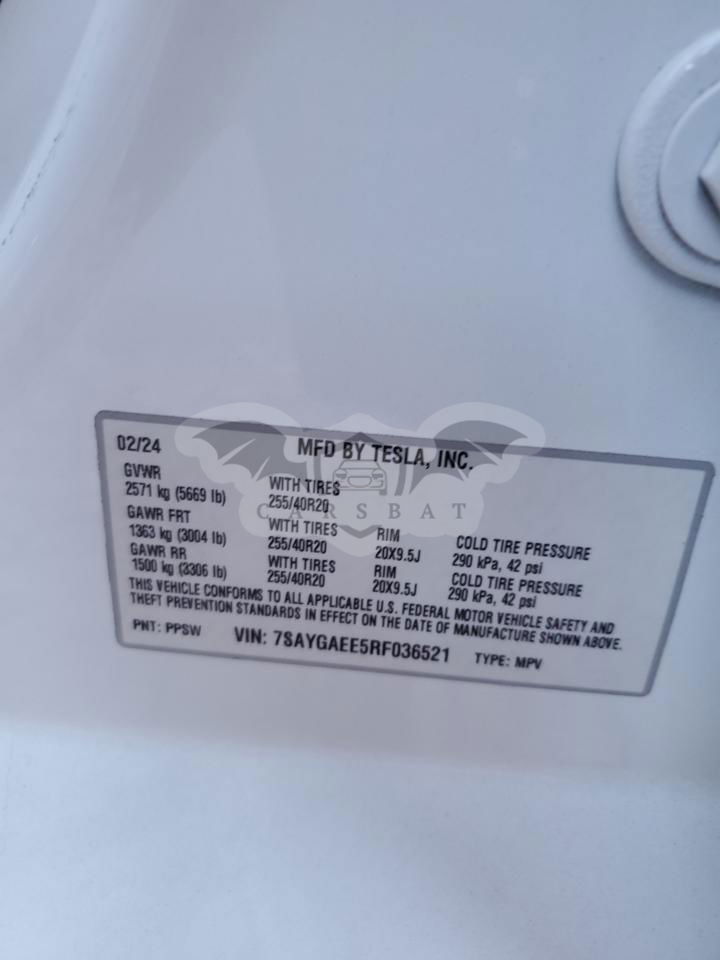 02/24 MFD BY TESLA, INC.
GVWR
2571 kg (5669 lb) WITH TIRES 255/40R20
GAWR FRT
1363 kg (3004 lb) WITH TIRES 255/40R20 RIM 20X9.5J COLD TIRE PRESSURE 290 kPa, 42 psi
GAWR RR
1500 kg (3306 lb) WITH TIRES 255/40R20 RIM 20X9.5J COLD TIRE PRESSURE 290 kPa, 42 psi
THIS VEHICLE CONFORMS TO ALL APPLICABLE U.S. FEDERAL MOTOR VEHICLE SAFETY AND
THEFT PREVENTION STANDARDS IN EFFECT ON THE DATE OF MANUFACTURE SHOWN ABOVE.
PNT: PPSW VIN: 7SAYGAEE5RF036521 TYPE: MPV
CARSBAT